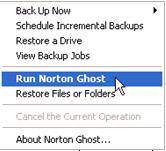 Back Up Now
Schedule Incremental Backups
Restore a Drive
View Backup Jobs
Run Norton Ghost
Restore Files or Folders
Cancel the Current Operation
About Norton Ghost...